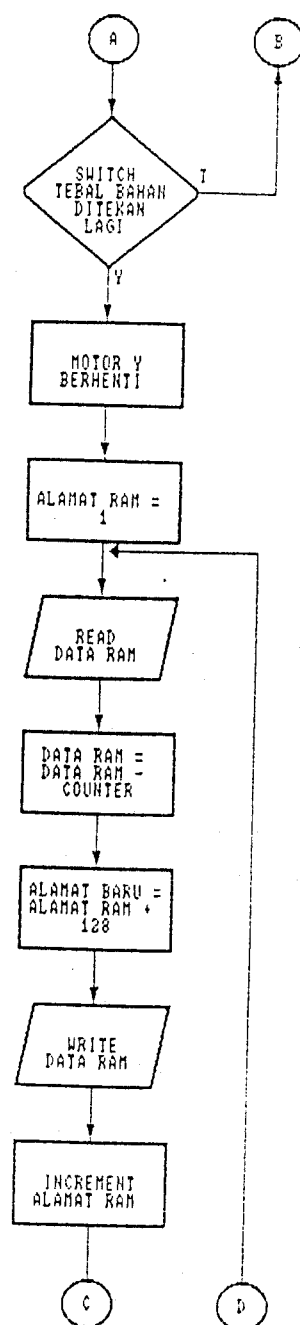 A
B
SWITCH
TEBAL BAHAN
DITEKAN
LAGI
T
Y
MOTOR Y
BERHENTI
ALAMAT RAM =
1
READ
DATA RAM
DATA RAM =
DATA RAM -
COUNTER
ALAMAT BARU =
ALAMAT RAM +
128
WRITE
DATA RAM
INCREMENT
ALAMAT RAM
C
D